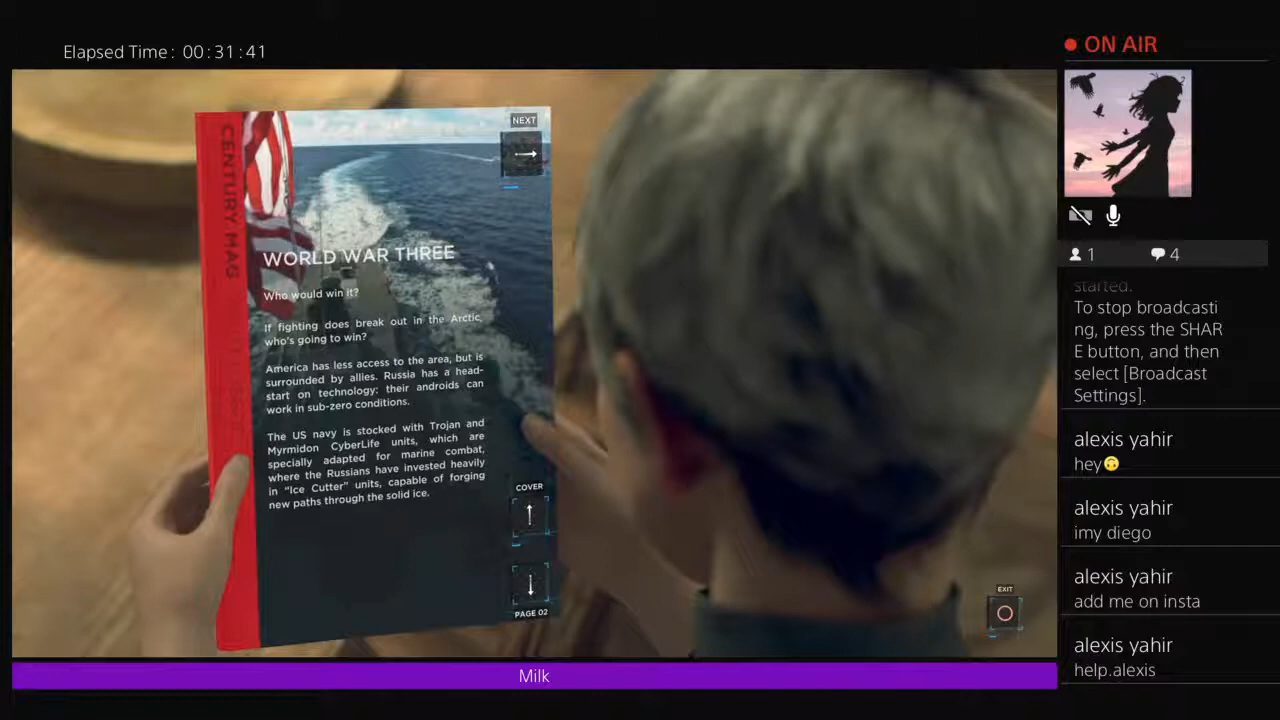 Elapsed Time: 00:31:41
ON AIR
CENTURY MAG
NEXT
WORLD WAR THREE
Who would win it?
If fighting does break out in the Arctic,
who's going to win?
America has less access to the area, but is
surrounded by allies. Russia has a head-
start on technology: their androids can
work in sub-zero conditions.
The US navy is stocked with Trojan and
Myrmidon CyberLife units, which are
specially adapted for marine combat,
where the Russians have invested heavily
in "Ice Cutter" units, capable of forging
new paths through the solid ice.
COVER
PAGE 02
EXIT
Milk
1
4
started.
To stop broadcasti
ng, press the SHAR
E button, and then
select [Broadcast
Settings].
alexis yahir
hey🙃
alexis yahir
imy diego
alexis yahir
add me on insta
alexis yahir
help.alexis